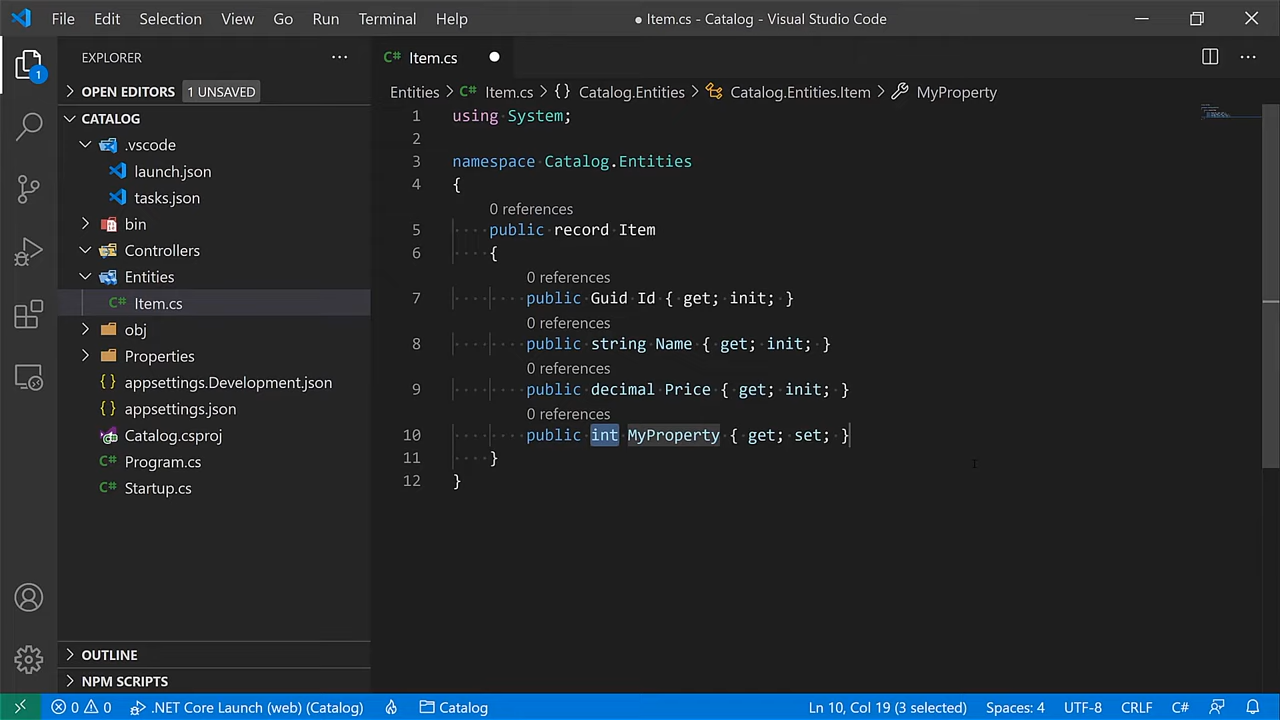 File Edit Selection View Go Run Terminal Help ● Item.cs - Catalog - Visual Studio Code
EXPLORER
OPEN EDITORS 1 UNSAVED
CATALOG
.vscode
launch.json
tasks.json
bin
Controllers
Entities
C# Item.cs
obj
Properties
{} appsettings.Development.json
{} appsettings.json
Catalog.csproj
C# Program.cs
C# Startup.cs
OUTLINE
NPM SCRIPTS
1
C# Item.cs
Entities > C# Item.cs > {} Catalog.Entities > Catalog.Entities.Item > MyProperty
1 using System;
2
3 namespace Catalog.Entities
4 {
0 references
5 public record Item
6 {
0 references
7 public Guid Id { get; init; }
0 references
8 public string Name { get; init; }
0 references
9 public decimal Price { get; init; }
0 references
10 public int MyProperty { get; set; }
11 }
12 }
0 0 .NET Core Launch (web) (Catalog) Catalog Ln 10, Col 19 (3 selected) Spaces: 4 UTF-8 CRLF C#